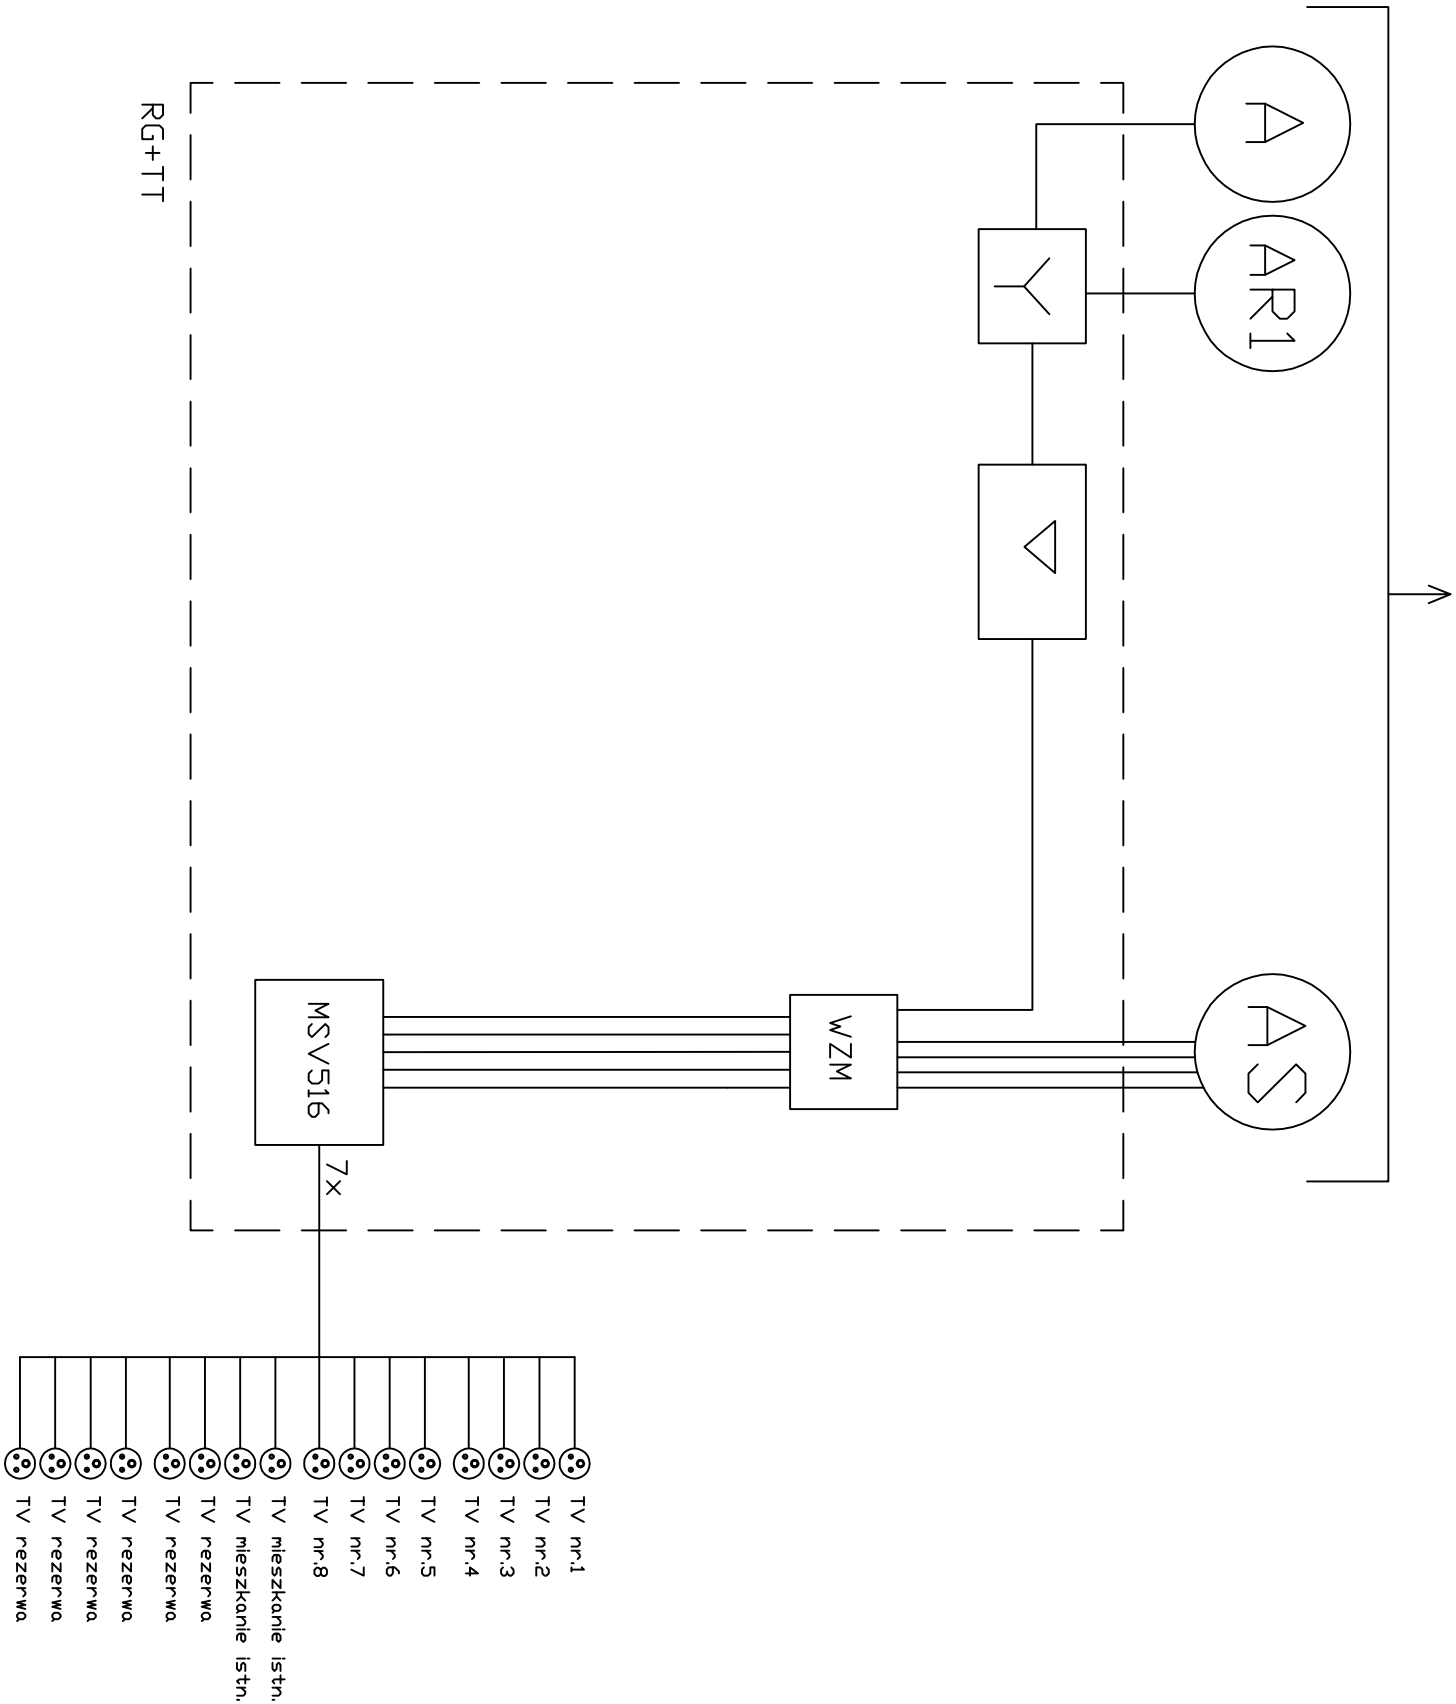 A
AR1
AS
WZM
MSV516
7x
RG+TT
TV nr.1
TV nr.2
TV nr.3
TV nr.4
TV nr.5
TV nr.6
TV nr.7
TV nr.8
TV mieszkanie istn.
TV mieszkanie istn.
TV rezerwa
TV rezerwa
TV rezerwa
TV rezerwa
TV rezerwa
TV rezerwa